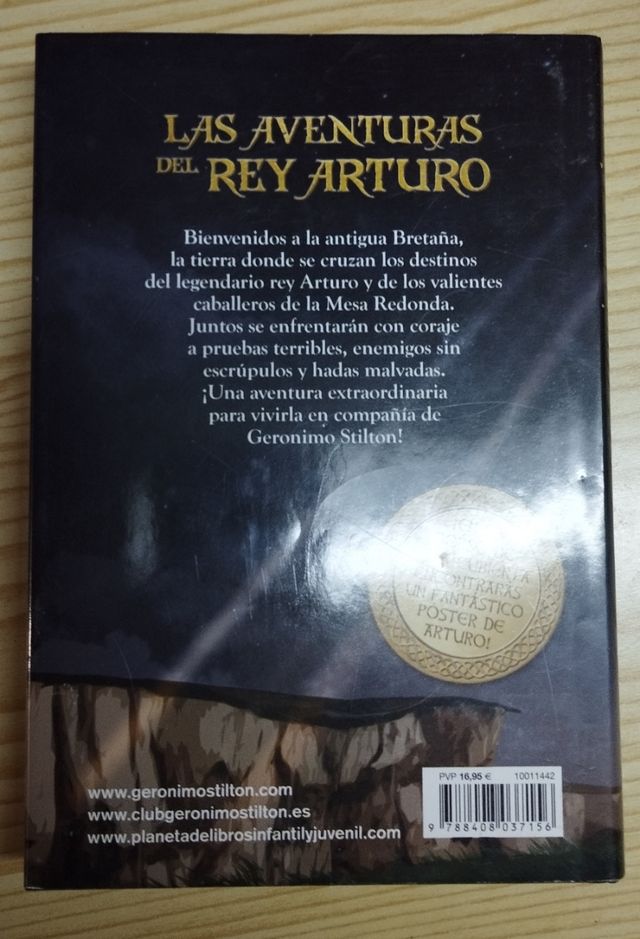 LAS AVENTURAS
DEL REY ARTURO
Bienvenidos a la antigua Bretaña,
la tierra donde se cruzan los destinos
del legendario rey Arturo y de los valientes
caballeros de la Mesa Redonda.
Juntos se enfrentarán con coraje
a pruebas terribles, enemigos sin
escrúpulos y hadas malvadas.
¡Una aventura extraordinaria
para vivirla en compañía de
Geronimo Stilton!
ENCONTRARÁS
UN FANTÁSTICO
PÓSTER DE
ARTURO!
www.geronimostilton.com
www.clubgeronimostilton.es
www.planetadelibrosinfantilyjuvenil.com
PVP 16,95 € 10011442
9 788408 037156